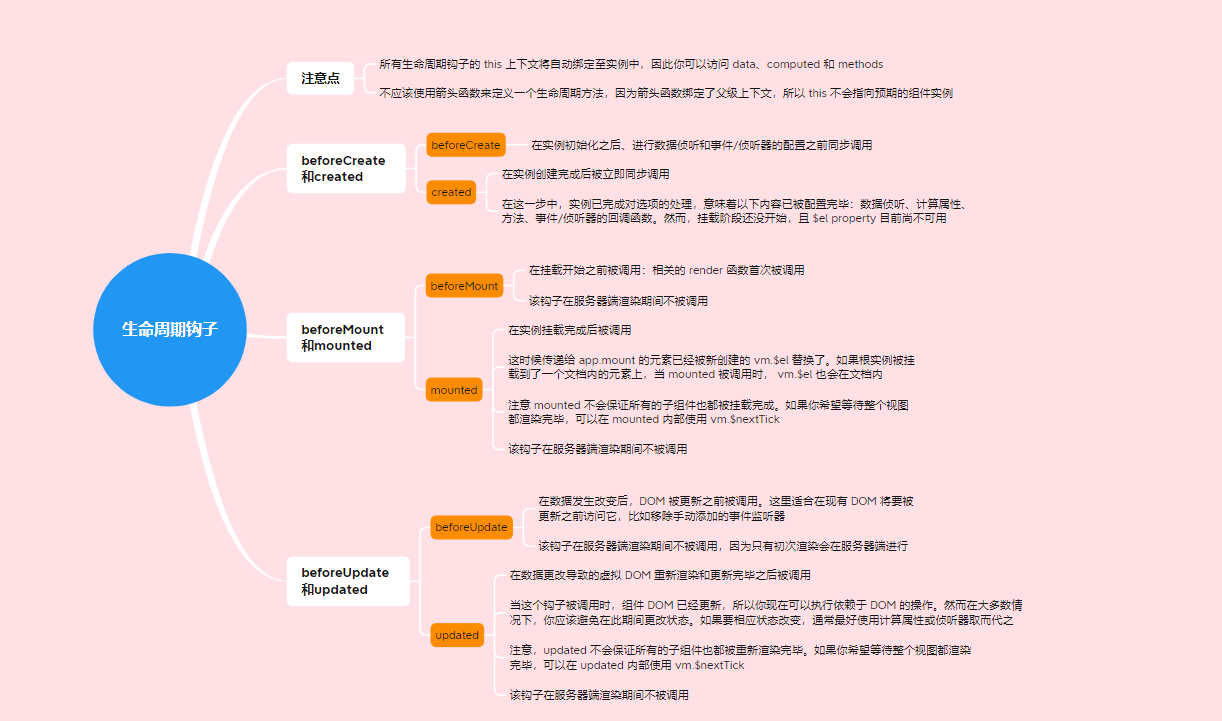 生命周期钩子
注意点
所有生命周期钩子的 this 上下文将自动绑定至实例中，因此你可以访问 data、computed 和 methods
不应该使用箭头函数来定义一个生命周期方法，因为箭头函数绑定了父级上下文，所以 this 不会指向预期的组件实例
beforeCreate
和created
beforeCreate
在实例初始化之后、进行数据侦听和事件/侦听器的配置之前同步调用
created
在实例创建完成后被立即同步调用
在这一步中，实例已完成对选项的处理，意味着以下内容已被配置完毕：数据侦听、计算属性、
方法、事件/侦听器的回调函数。然而，挂载阶段还没开始，且 $el property 目前尚不可用
beforeMount
和mounted
beforeMount
在挂载开始之前被调用：相关的 render 函数首次被调用
该钩子在服务器端渲染期间不被调用
mounted
在实例挂载完成后被调用
这时候传递给 app.mount 的元素已经被新创建的 vm.$el 替换了。如果根实例被挂
载到了一个文档内的元素上，当 mounted 被调用时， vm.$el 也会在文档内
注意 mounted 不会保证所有的子组件也都被挂载完成。如果你希望等待整个视图
都渲染完毕，可以在 mounted 内部使用 vm.$nextTick
该钩子在服务器端渲染期间不被调用
beforeUpdate
和updated
beforeUpdate
在数据发生改变后，DOM 被更新之前被调用。这里适合在现有 DOM 将要被
更新之前访问它，比如移除手动添加的事件监听器
该钩子在服务器端渲染期间不被调用，因为只有初次渲染会在服务器端进行
updated
在数据更改导致的虚拟 DOM 重新渲染和更新完毕之后被调用
当这个钩子被调用时，组件 DOM 已经更新，所以你现在可以执行依赖于 DOM 的操作。然而在大多数情
况下，你应该避免在此期间更改状态。如果要相应状态改变，通常最好使用计算属性或侦听器取而代之
注意，updated 不会保证所有的子组件也都被重新渲染完毕。如果你希望等待整个视图都渲染
完毕，可以在 updated 内部使用 vm.$nextTick
该钩子在服务器端渲染期间不被调用